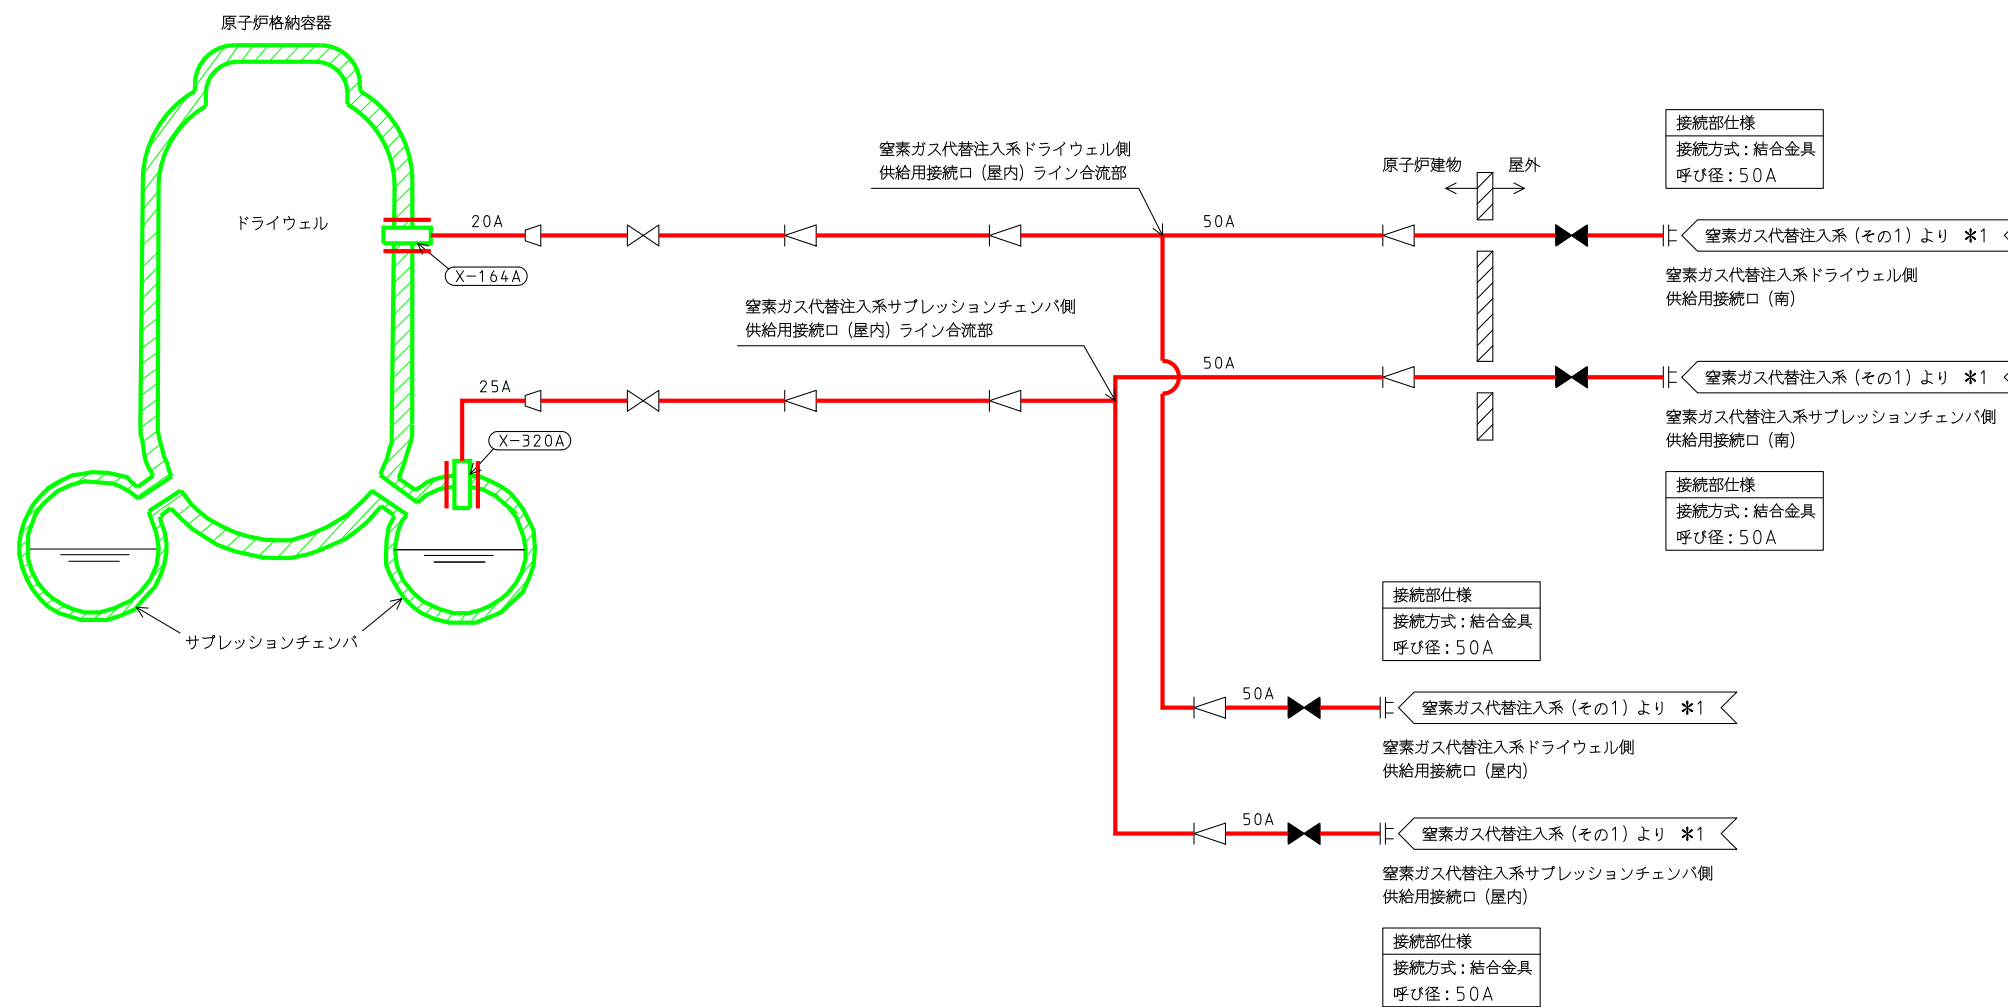 原子炉格納容器
ドライウェル
20A
X-164A
窒素ガス代替注入系ドライウェル側
供給用接続口（屋内）ライン合流部
50A
原子炉建物
屋外
接続部仕様
接続方式：結合金具
呼び径：50A
窒素ガス代替注入系（その1）より ＊1
窒素ガス代替注入系ドライウェル側
供給用接続口（南）
窒素ガス代替注入系サプレッションチェンバ側
供給用接続口（屋内）ライン合流部
25A
X-320A
50A
窒素ガス代替注入系（その1）より ＊1
窒素ガス代替注入系サプレッションチェンバ側
供給用接続口（南）
接続部仕様
接続方式：結合金具
呼び径：50A
サプレッションチェンバ
接続部仕様
接続方式：結合金具
呼び径：50A
50A
窒素ガス代替注入系（その1）より ＊1
窒素ガス代替注入系ドライウェル側
供給用接続口（屋内）
50A
窒素ガス代替注入系（その1）より ＊1
窒素ガス代替注入系サプレッションチェンバ側
供給用接続口（屋内）
接続部仕様
接続方式：結合金具
呼び径：50A